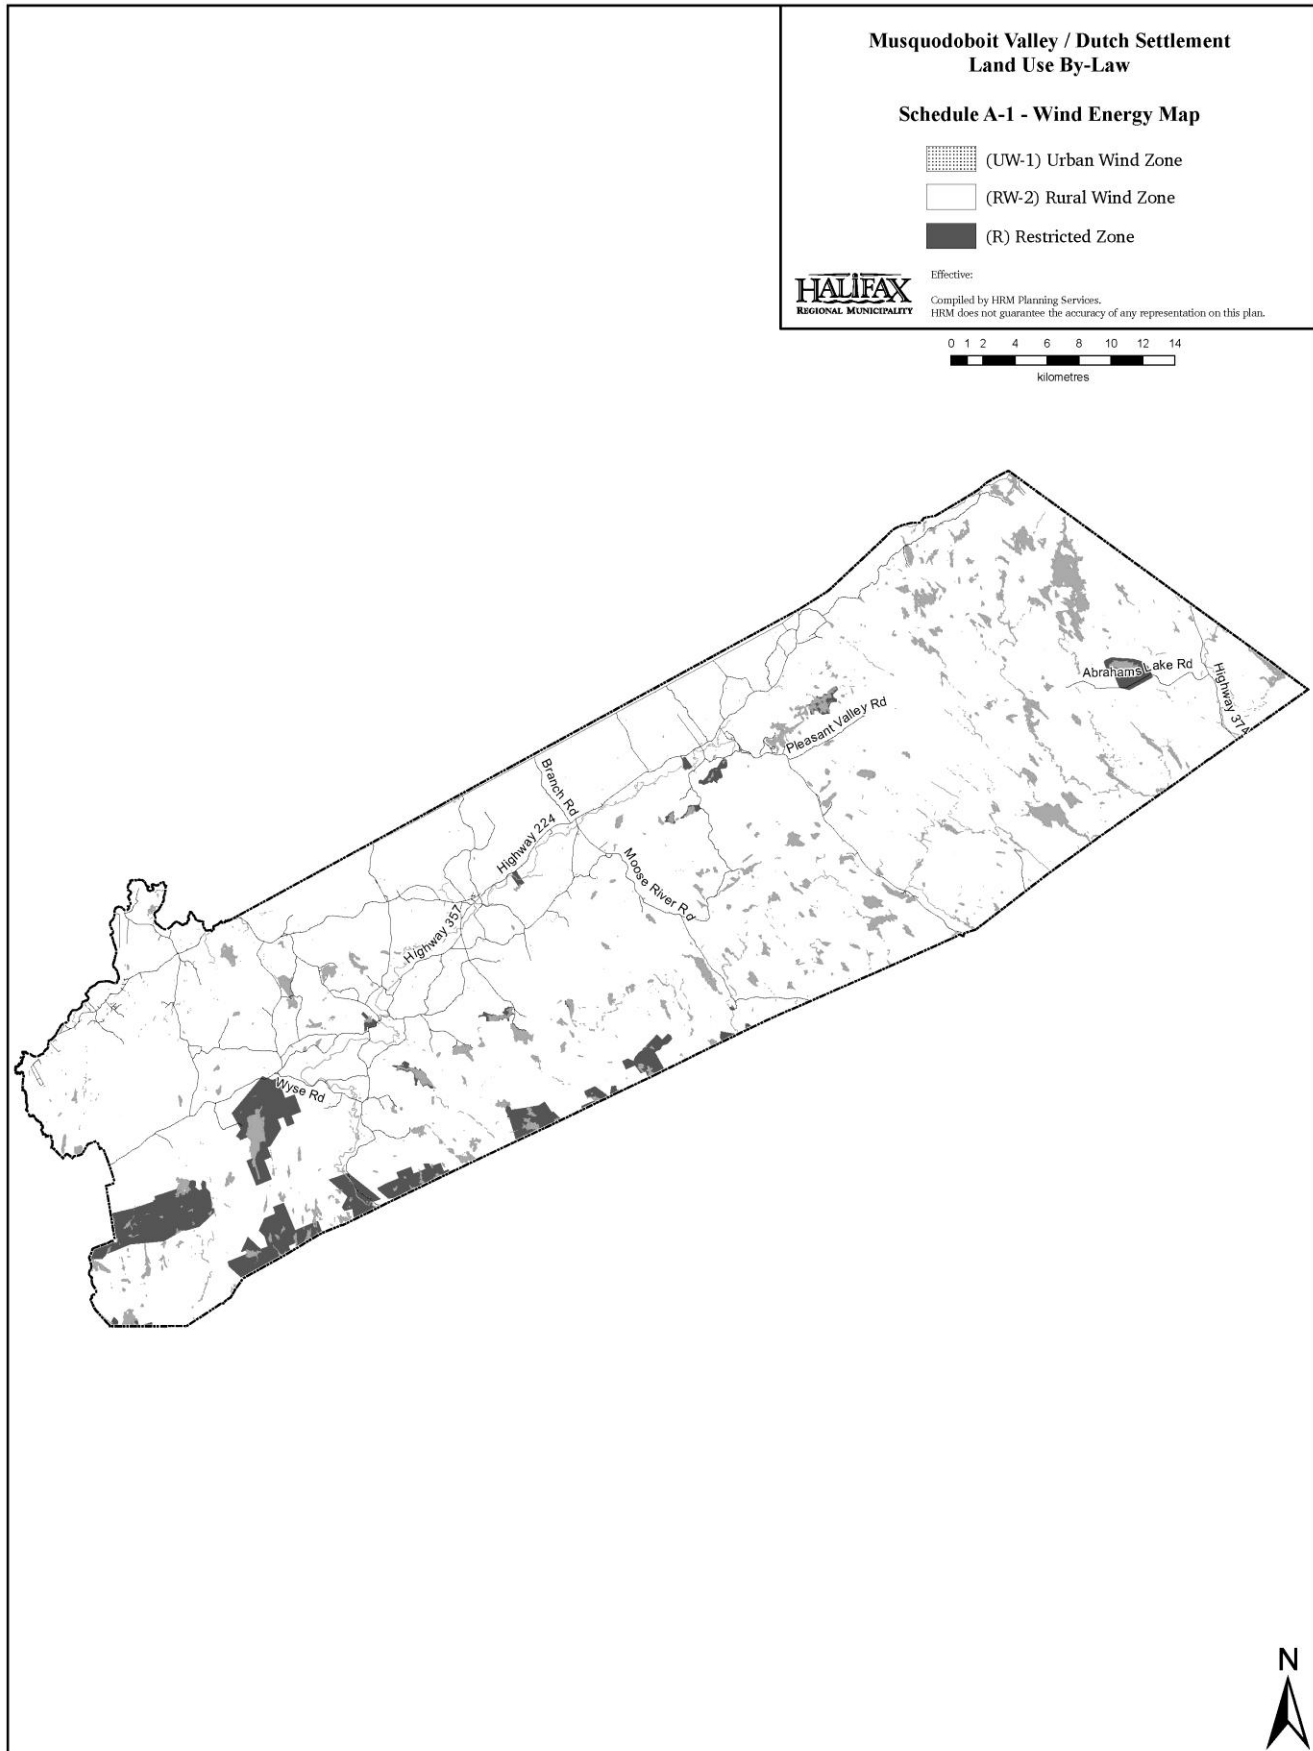 Musquodoboit Valley / Dutch Settlement
Land Use By-Law
Schedule A-1 - Wind Energy Map
(UW-1) Urban Wind Zone
(RW-2) Rural Wind Zone
(R) Restricted Zone
HALIFAX
REGIONAL MUNICIPALITY
Effective:
Compiled by HRM Planning Services.
HRM does not guarantee the accuracy of any representation on this plan.
0 1 2 4 6 8 10 12 14
kilometres
Abrahams Lake Rd
Highway 374
Pleasant Valley Rd
Branch Rd
Highway 224
Moose River Rd
Highway 357
Wyse Rd
N